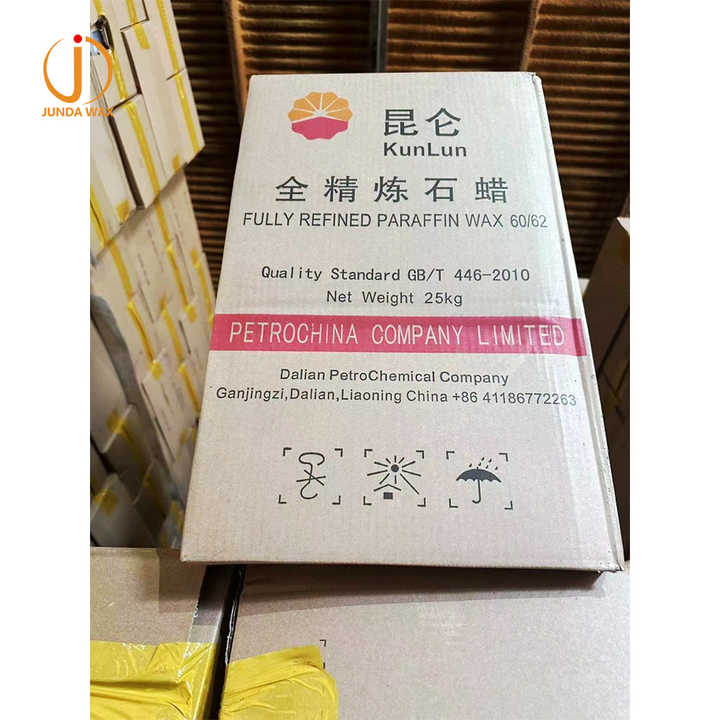 JUNDA WAX
昆仑
KunLun
全精炼石蜡
FULLY REFINED PARAFFIN WAX 60/62
Quality Standard GB/T 446-2010
Net Weight 25kg
PETROCHINA COMPANY LIMITED
Dalian PetroChemical Company
Ganjingzi,Dalian,Liaoning China +86 41186772263